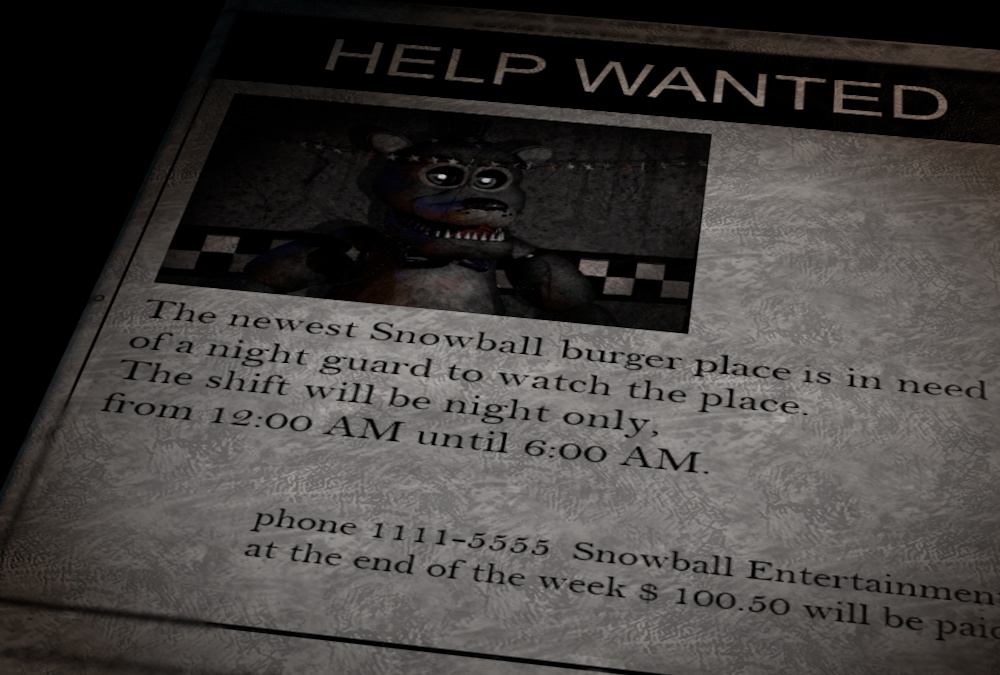 HELP WANTED
The newest Snowball burger place is in need
of a night guard to watch the place.
The shift will be night only,
from 12:00 AM until 6:00 AM.
phone 1111-5555 Snowball Entertainment
at the end of the week $ 100.50 will be paid